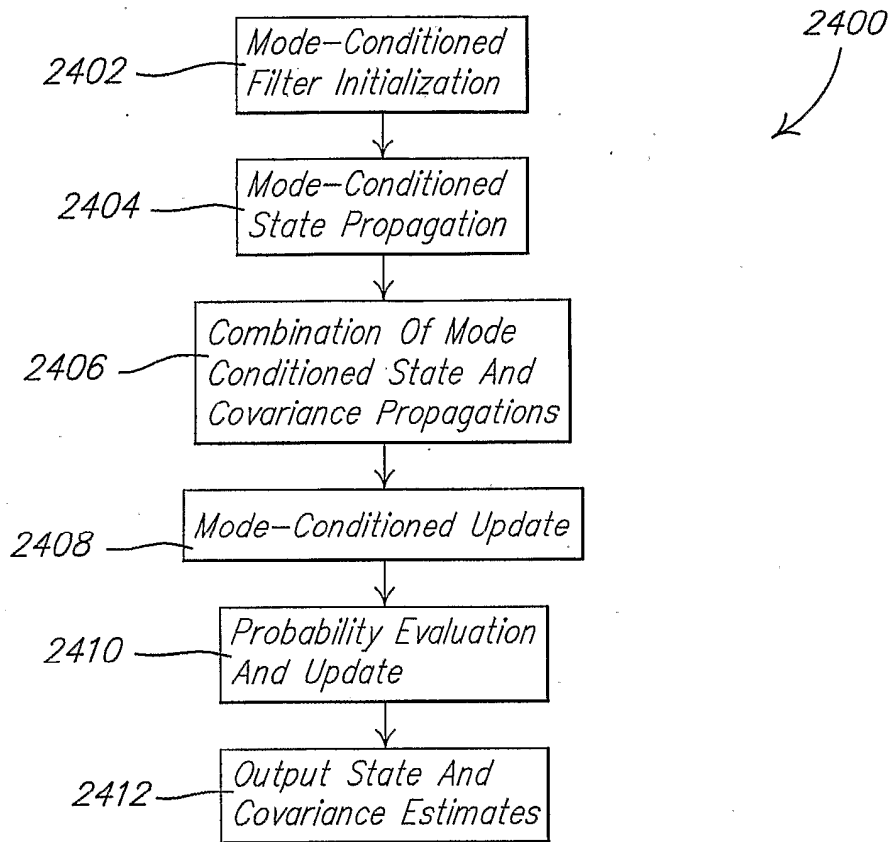 2400
2402
Mode-Conditioned
Filter Initialization
2404
Mode-Conditioned
State Propagation
2406
Combination Of Mode
Conditioned State And
Covariance Propagations
2408
Mode-Conditioned Update
2410
Probability Evaluation
And Update
2412
Output State And
Covariance Estimates